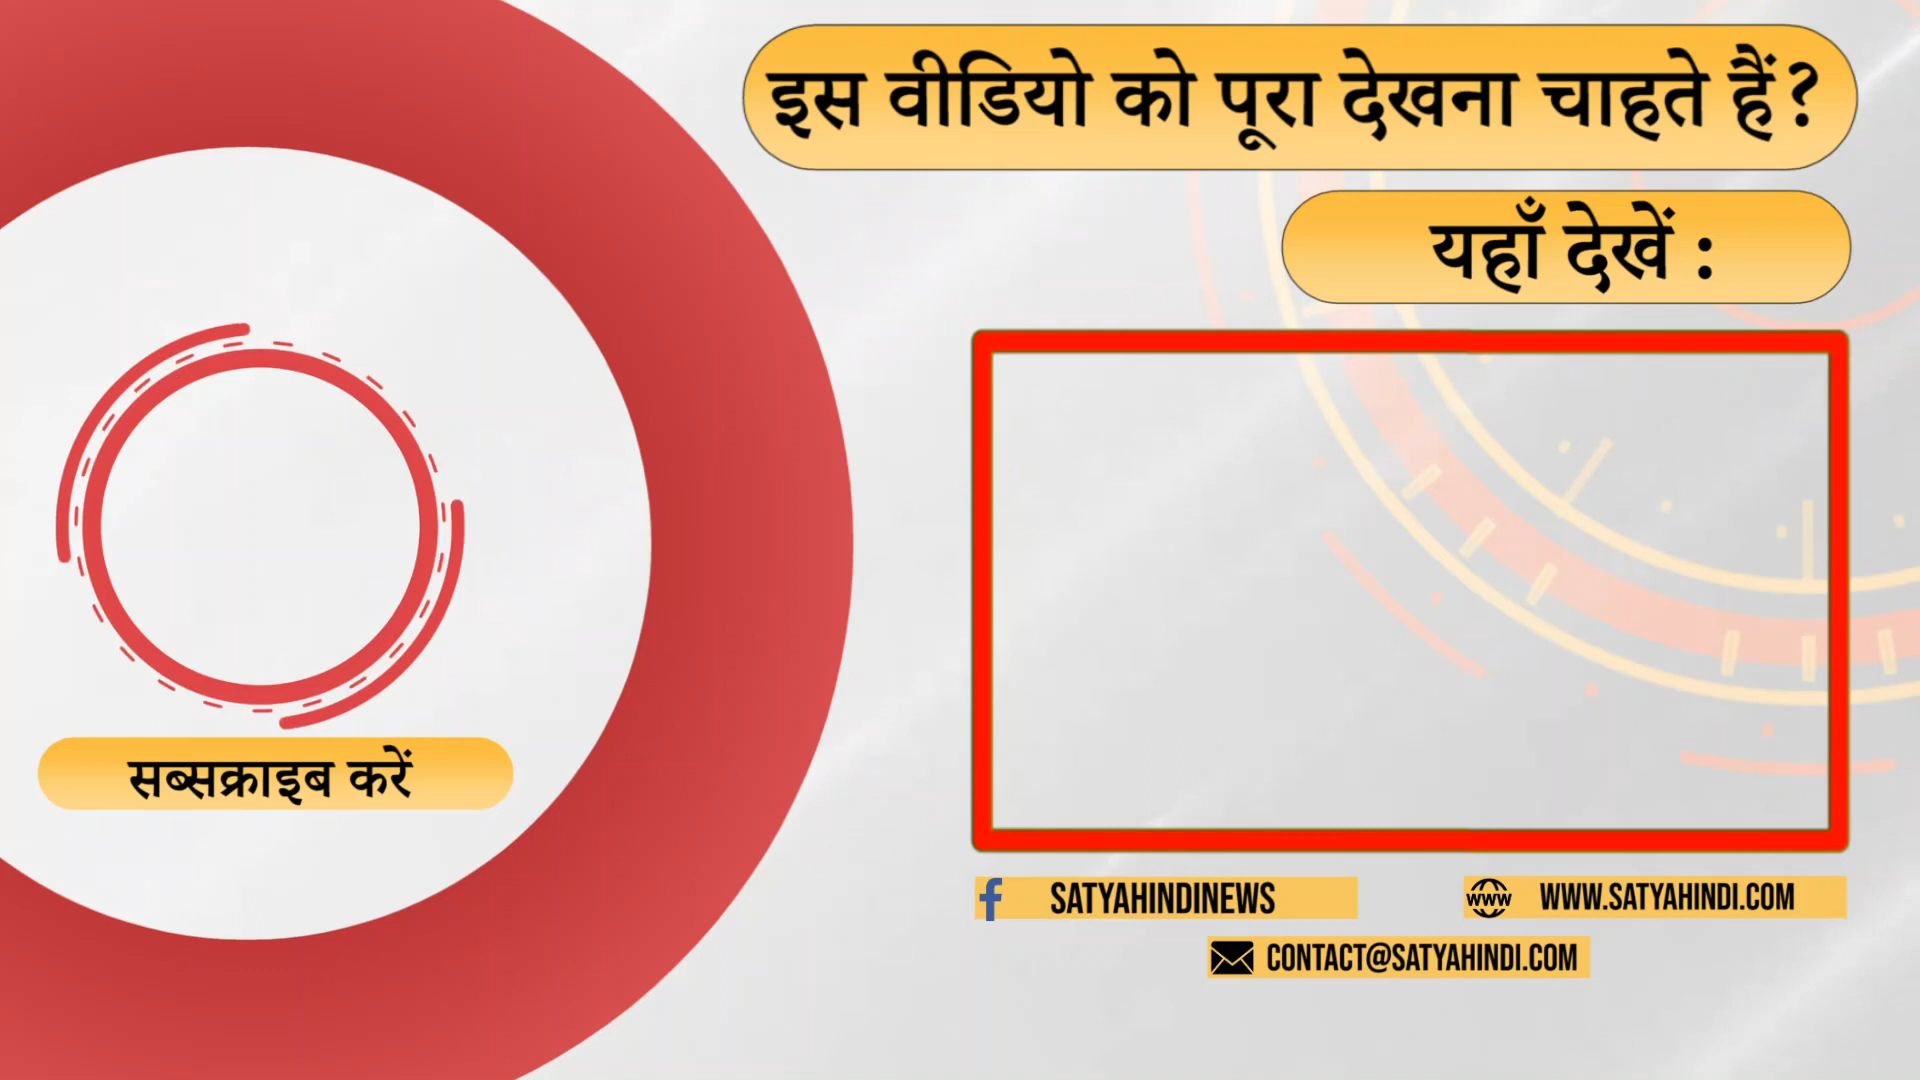 इस वीडियो को पूरा देखना चाहते हैं?
यहाँ देखें :
सब्सक्राइब करें
SATYAHINDINEWS
WWW.SATYAHINDI.COM
CONTACT@SATYAHINDI.COM